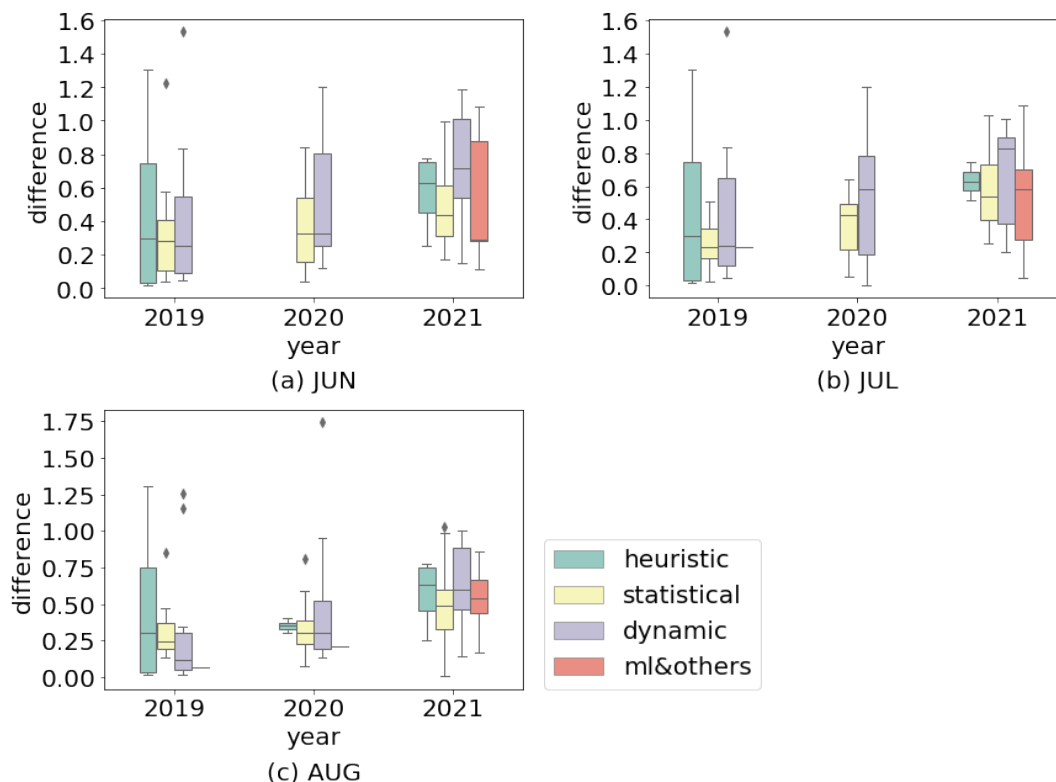 difference
1.6
1.4
1.2
1.0
0.8
0.6
0.4
0.2
0.0
2019 2020 2021
year
(a) JUN
difference
1.6
1.4
1.2
1.0
0.8
0.6
0.4
0.2
0.0
2019 2020 2021
year
(b) JUL
difference
1.75
1.50
1.25
1.00
0.75
0.50
0.25
0.00
2019 2020 2021
year
(c) AUG
heuristic
statistical
dynamic
ml&others